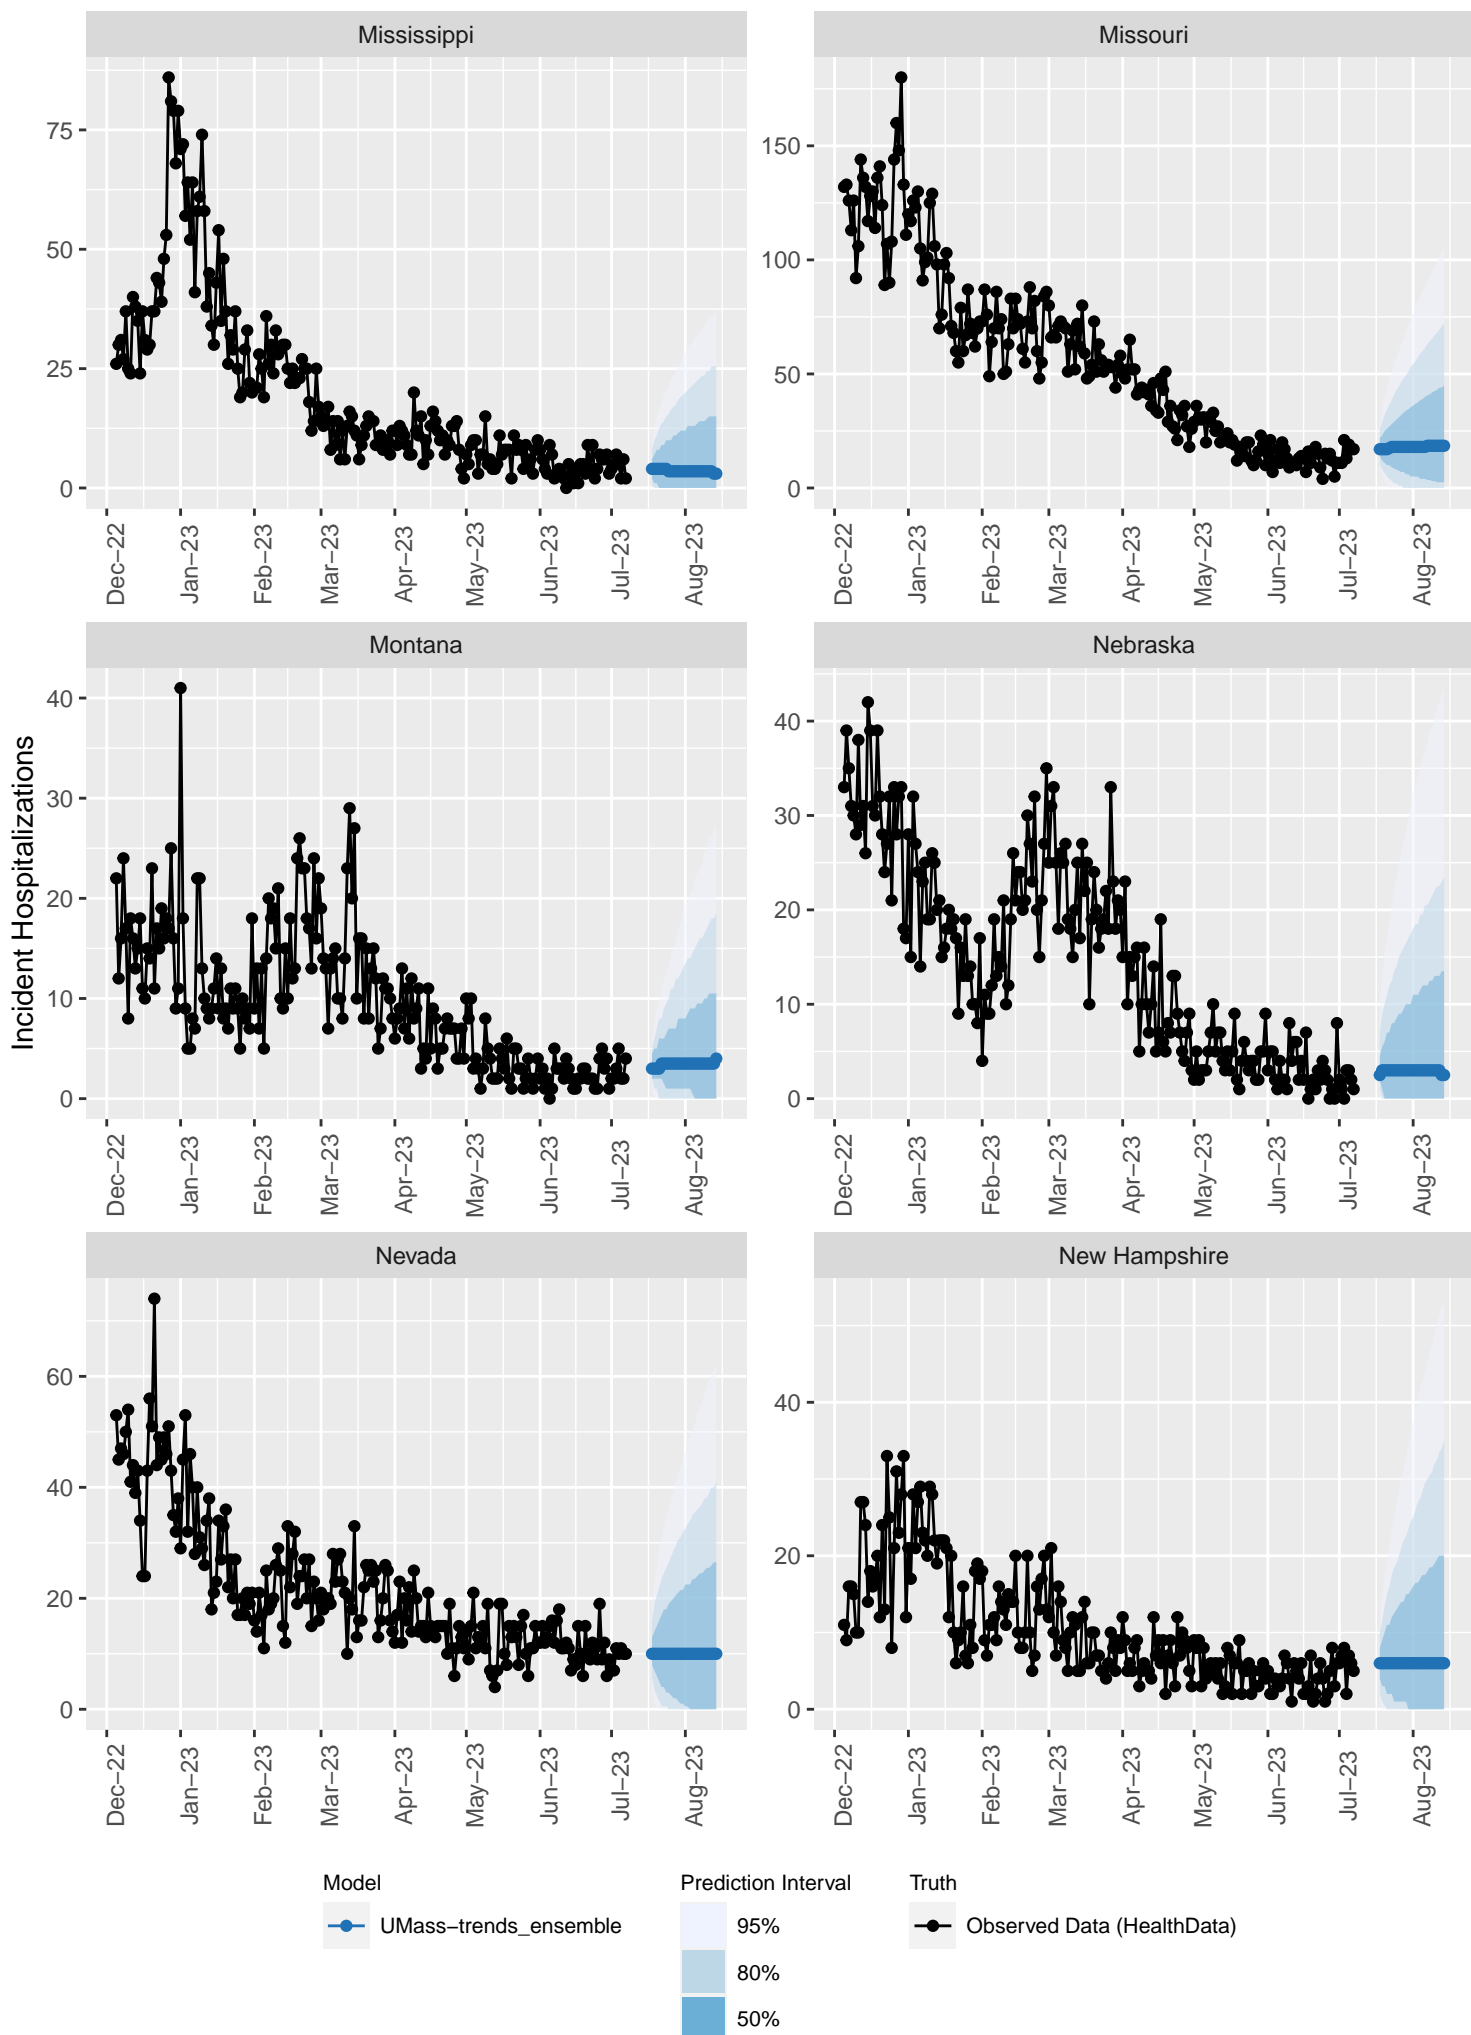 Mississippi
Missouri
75
50
25
0
150
100
50
0
Dec−22
Jan−23
Feb−23
Mar−23
Apr−23
May−23
Jun−23
Jul−23
Aug−23
Dec−22
Jan−23
Feb−23
Mar−23
Apr−23
May−23
Jun−23
Jul−23
Aug−23
Incident Hospitalizations
Montana
Nebraska
40
30
20
10
0
40
30
20
10
0
Dec−22
Jan−23
Feb−23
Mar−23
Apr−23
May−23
Jun−23
Jul−23
Aug−23
Dec−22
Jan−23
Feb−23
Mar−23
Apr−23
May−23
Jun−23
Jul−23
Aug−23
Nevada
New Hampshire
60
40
20
0
40
20
0
Dec−22
Jan−23
Feb−23
Mar−23
Apr−23
May−23
Jun−23
Jul−23
Aug−23
Dec−22
Jan−23
Feb−23
Mar−23
Apr−23
May−23
Jun−23
Jul−23
Aug−23
Model
UMass−trends_ensemble
Prediction Interval
95%
80%
50%
Truth
Observed Data (HealthData)